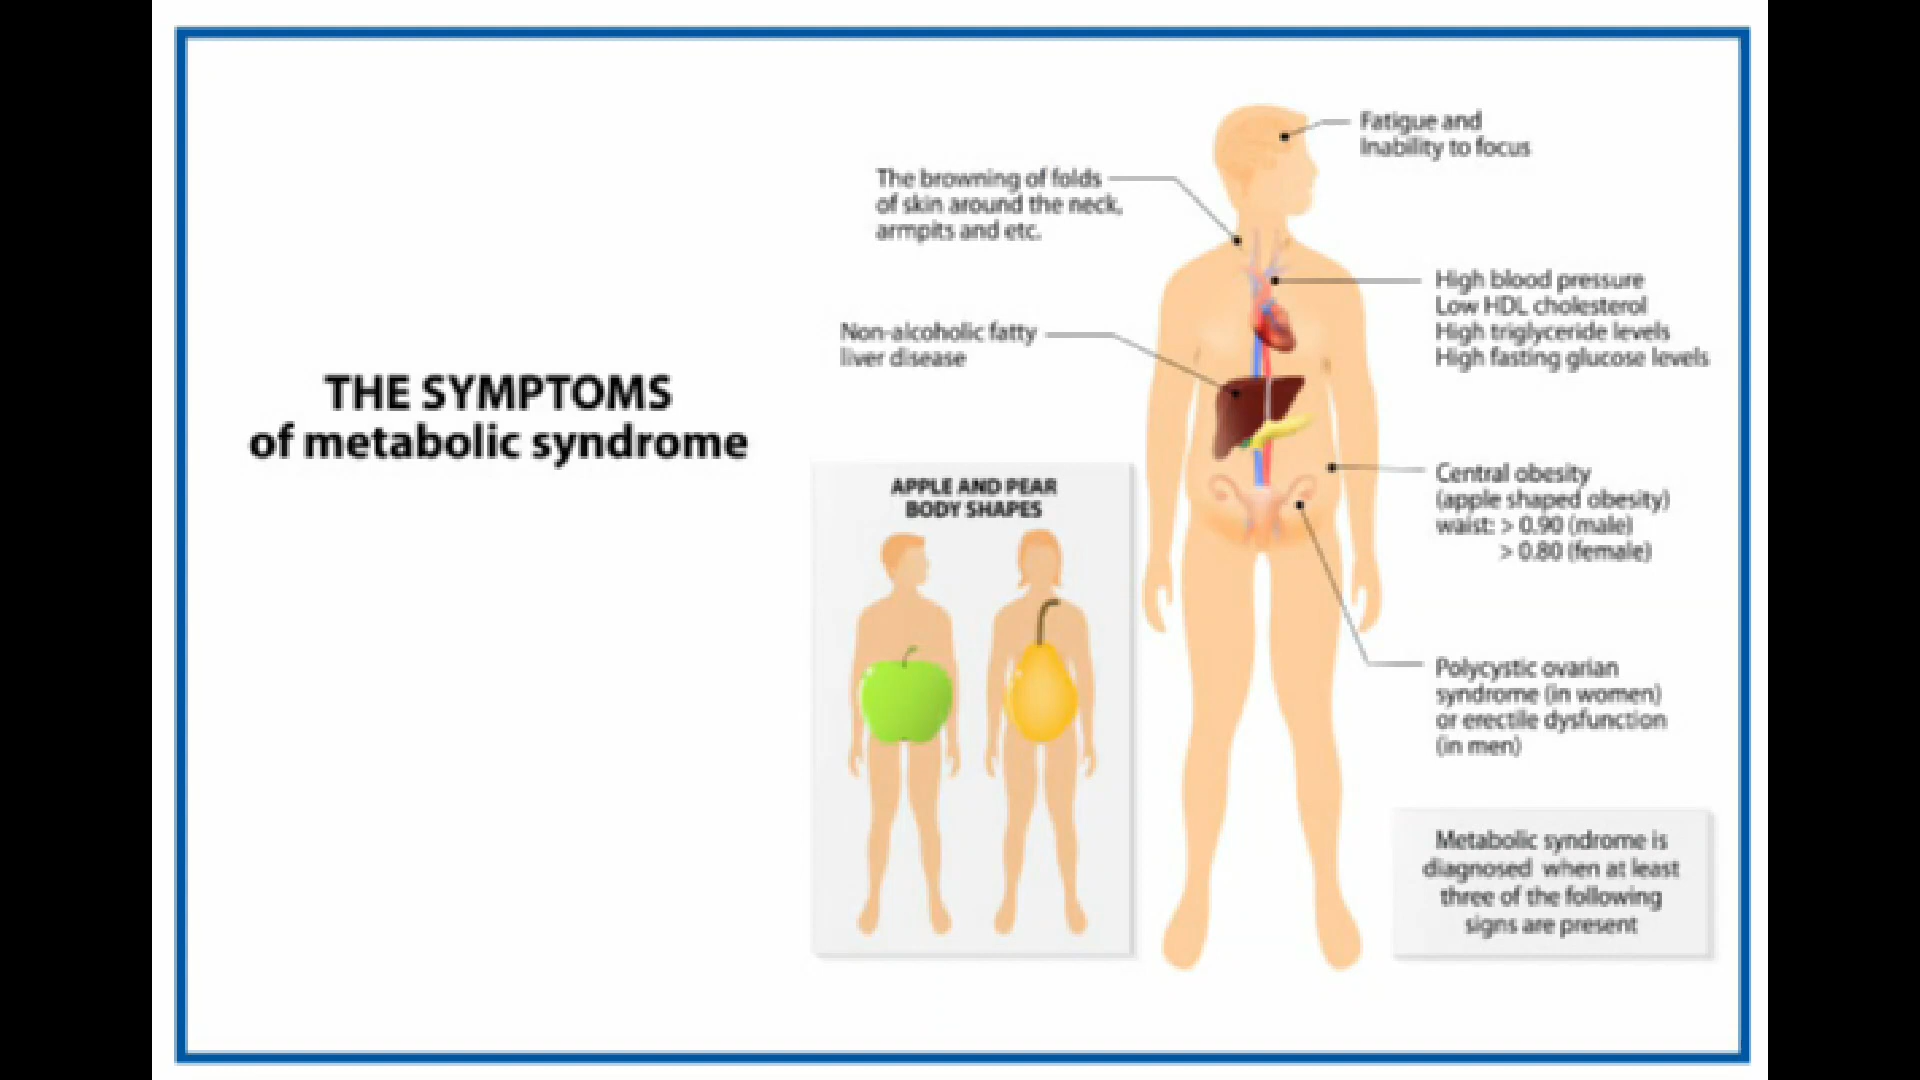 THE SYMPTOMS
of metabolic syndrome
Fatigue and
Inability to focus
The browning of folds
of skin around the neck,
armpits and etc.
High blood pressure
Low HDL cholesterol
High triglyceride levels
High fasting glucose levels
Non-alcoholic fatty
liver disease
Central obesity
(apple shaped obesity)
waist: > 0.90 (male)
> 0.80 (female)
APPLE AND PEAR
BODY SHAPES
Polycystic ovarian
syndrome (in women)
or erectile dysfunction
(in men)
Metabolic syndrome is
diagnosed when at least
three of the following
signs are present